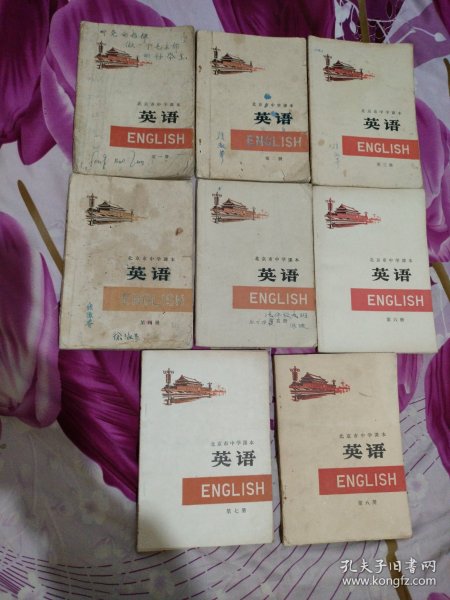 北京市中学课本
英语
ENGLISH
第一册
北京市中学课本
英语
ENGLISH
第二册
北京市中学课本
英语
ENGLISH
第三册
北京市中学课本
英语
ENGLISH
第四册
北京市中学课本
英语
ENGLISH
北京市中学课本
英语
ENGLISH
第六册
北京市中学课本
英语
ENGLISH
第七册
北京市中学课本
英语
ENGLISH
第八册
孔夫子旧书网
www.kongfz.com